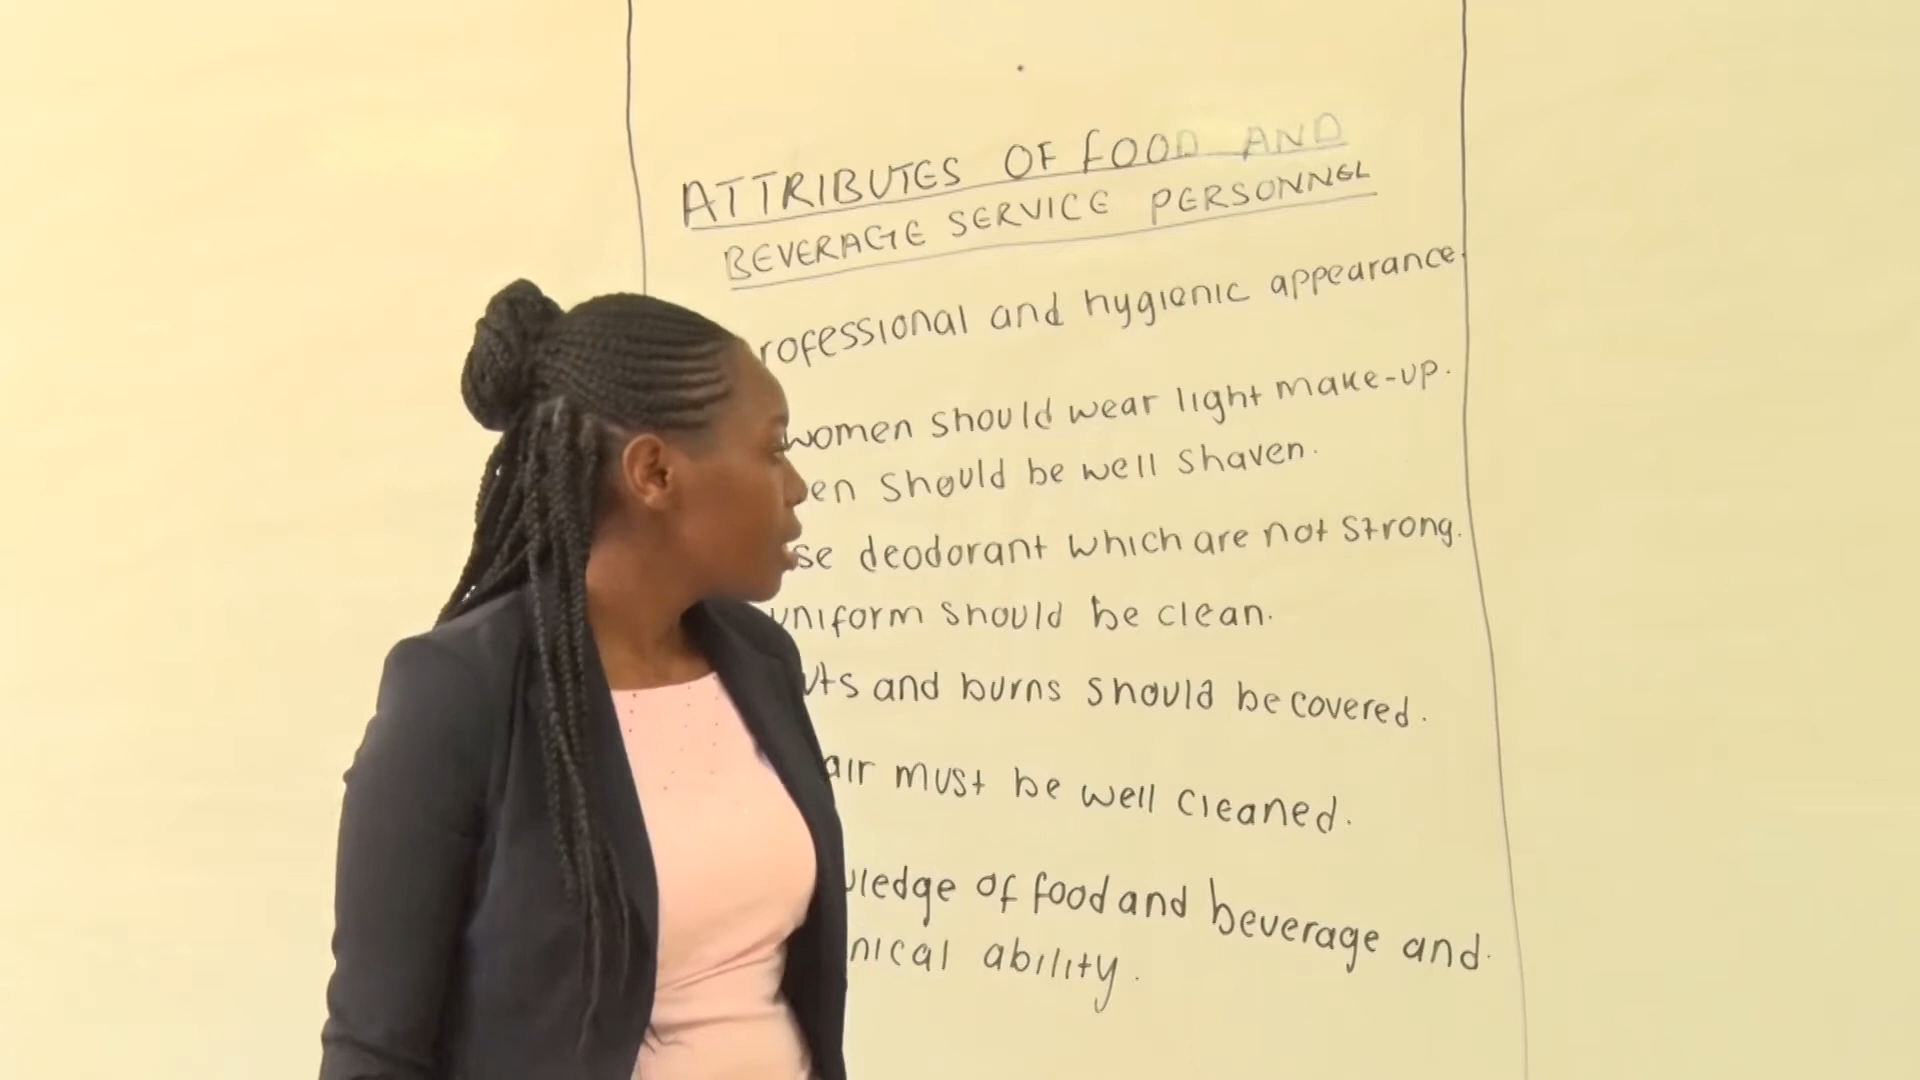 ATTRIBUTES OF FOOD AND
BEVERAGE SERVICE PERSONNEL
rofessional and hygienic appearance.
women should wear light make-up.
en should be well shaven.
se deodorant which are not strong.
uniform should be clean.
uts and burns should be covered.
air must be well cleaned.
wledge of food and beverage and.
nical ability.